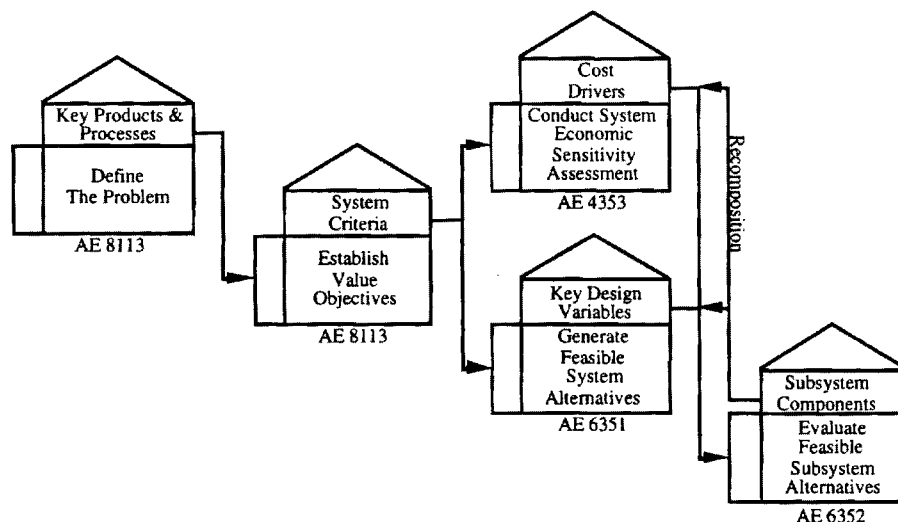 Key Products &
Processes
Define
The Problem
AE 8113
System
Criteria
Establish
Value
Objectives
AE 8113
Cost
Drivers
Conduct System
Economic
Sensitivity
Assessment
AE 4353
Key Design
Variables
Generate
Feasible
System
Alternatives
AE 6351
Recomposition
Subsystem
Components
Evaluate
Feasible
Subsystem
Alternatives
AE 6352